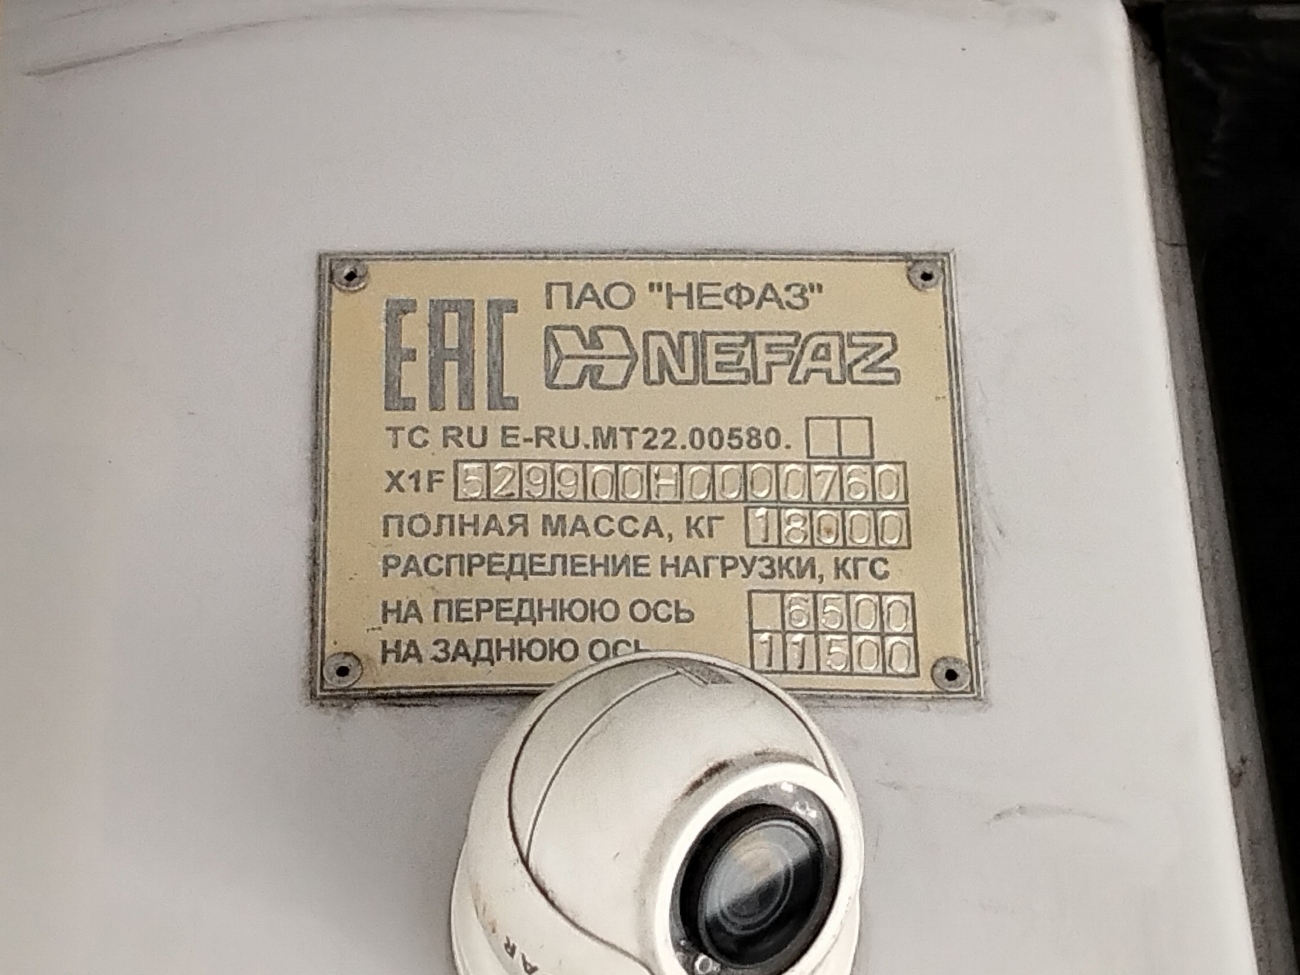 ПАО "НЕФАЗ"
ЕАС
NEFAZ
ТС RU Е-RU.МТ22.00580.
X1F 529900H0000760
ПОЛНАЯ МАССА, КГ 18000
РАСПРЕДЕЛЕНИЕ НАГРУЗКИ, КГС
НА ПЕРЕДНЮЮ ОСЬ 6500
НА ЗАДНЮЮ ОСЬ 11500